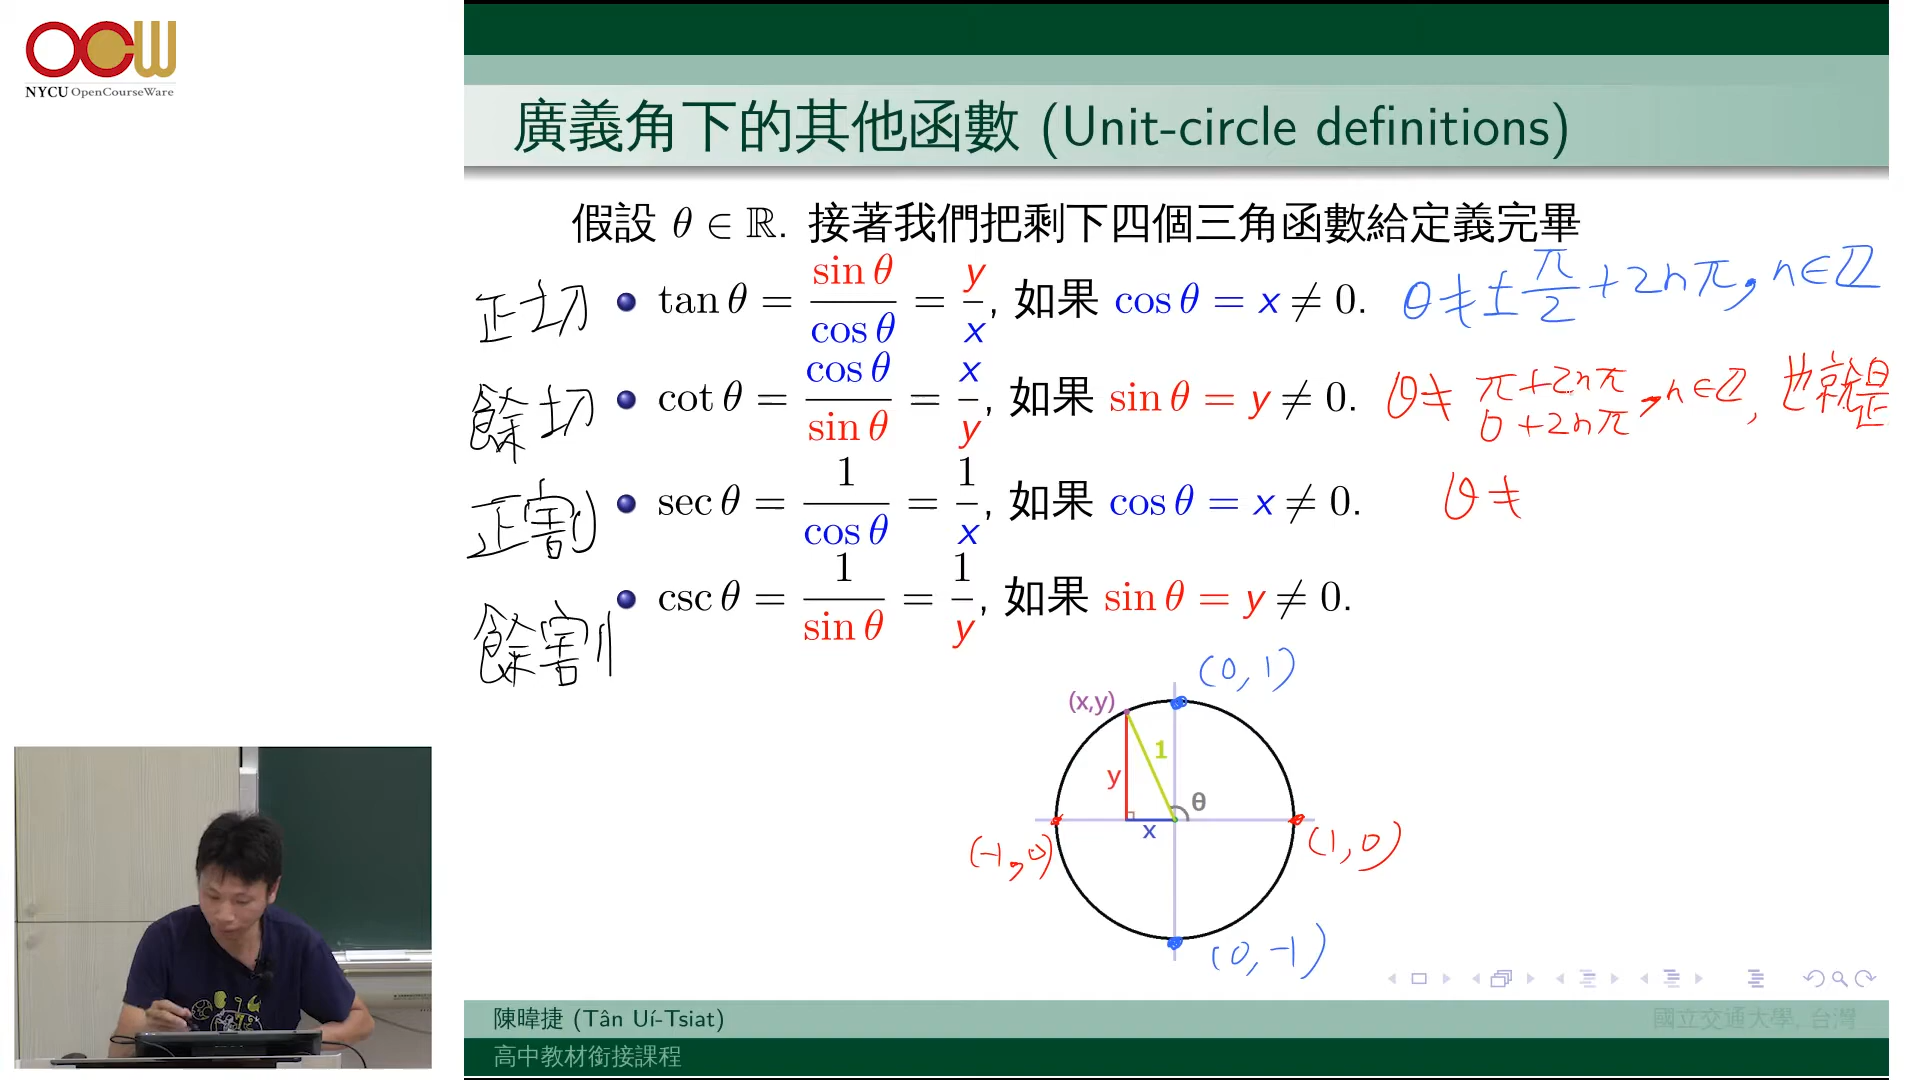 OCW
NYCU OpenCourseWare
廣義角下的其他函數 (Unit-circle definitions)
假設 θ ∈ ℝ. 接著我們把剩下四個三角函數給定義完畢
正切 • tan θ = sin θ / cos θ = y / x, 如果 cos θ = x ≠ 0. θ ≠ ± π/2 + 2nπ, n ∈ ℤ
餘切 • cot θ = cos θ / sin θ = x / y, 如果 sin θ = y ≠ 0. θ ≠ π + 2nπ
0 + 2nπ , n ∈ ℤ, 也就是
正割 • sec θ = 1 / cos θ = 1 / x, 如果 cos θ = x ≠ 0.
θ ≠
餘割 • csc θ = 1 / sin θ = 1 / y, 如果 sin θ = y ≠ 0.
(0, 1)
(x,y)
1
y
θ
x
(-1, 0)
(1, 0)
(0, -1)
陳暐捷 (Tân Uí-Tsiat)
國立交通大學, 台灣
高中教材銜接課程